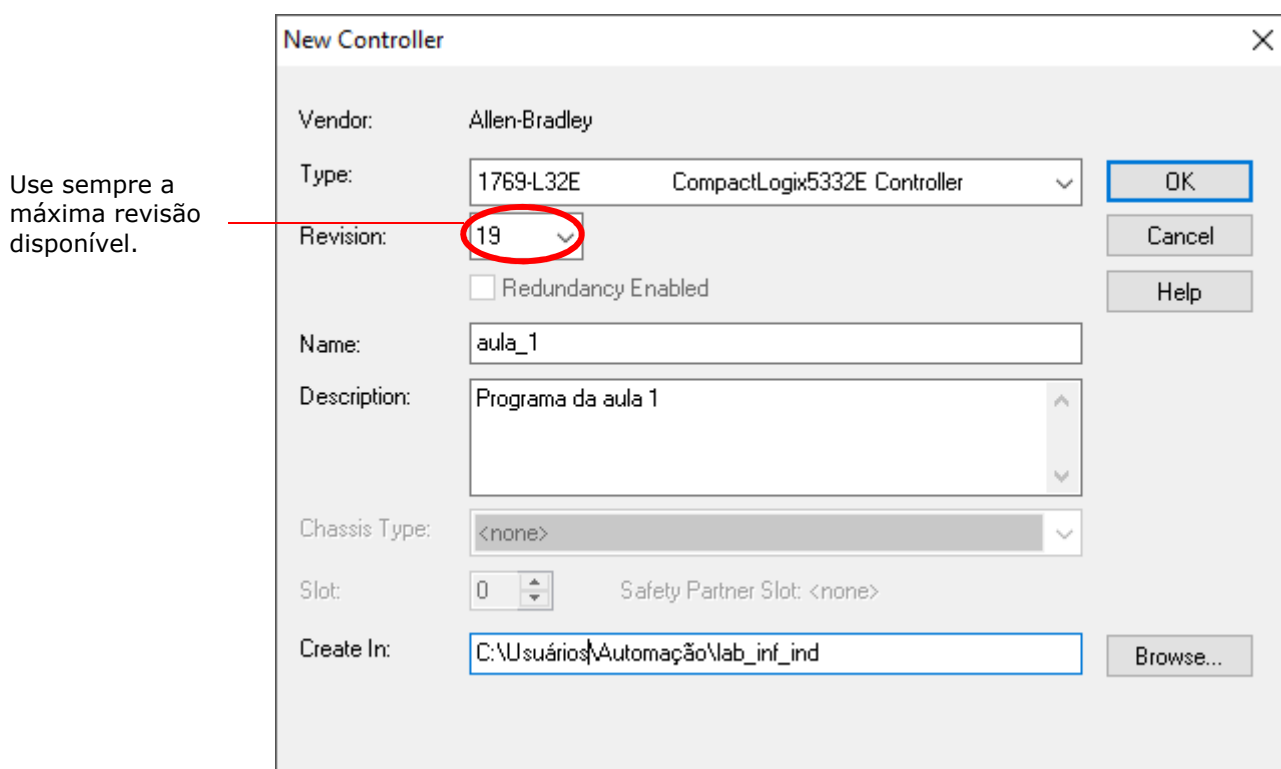 New Controller
Vendor: Allen-Bradley
Type: 1769-L32E CompactLogix5332E Controller OK
Use sempre a
máxima revisão
disponível.
Revision: 19 Cancel
Redundancy Enabled Help
Name: aula_1
Description: Programa da aula 1
Chassis Type: <none>
Slot: 0 Safety Partner Slot: <none>
Create In: C:\Usuários\Automação\lab_inf_ind Browse...